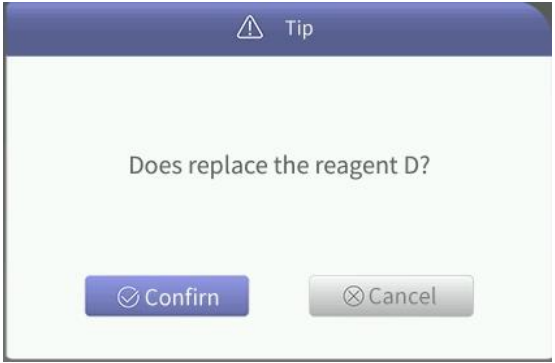 Tip
Does replace the reagent D?
Confirn
Cancel